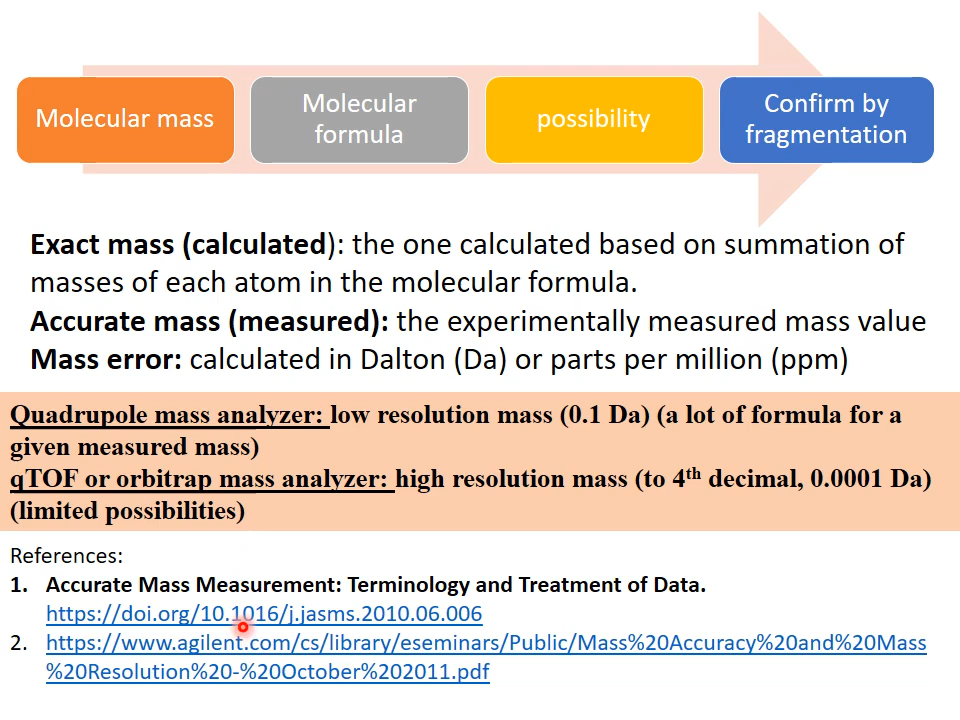 Molecular mass
Molecular
formula
possibility
Confirm by
fragmentation
Exact mass (calculated): the one calculated based on summation of
masses of each atom in the molecular formula.
Accurate mass (measured): the experimentally measured mass value
Mass error: calculated in Dalton (Da) or parts per million (ppm)
Quadrupole mass analyzer: low resolution mass (0.1 Da) (a lot of formula for a
given measured mass)
qTOF or orbitrap mass analyzer: high resolution mass (to 4th decimal, 0.0001 Da)
(limited possibilities)
References:
1. Accurate Mass Measurement: Terminology and Treatment of Data.
https://doi.org/10.1016/j.jasms.2010.06.006
2. https://www.agilent.com/cs/library/eseminars/Public/Mass%20Accuracy%20and%20Mass
%20Resolution%20-%20October%202011.pdf